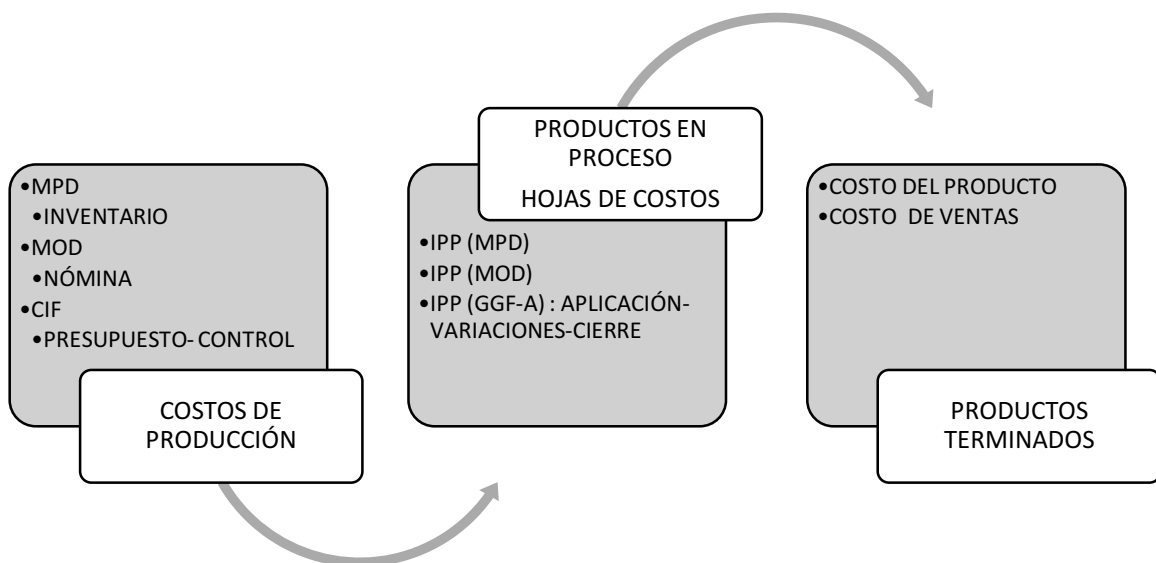 •MPD
•INVENTARIO
•MOD
•NÓMINA
•CIF
•PRESUPUESTO- CONTROL
COSTOS DE
PRODUCCIÓN
PRODUCTOS EN
PROCESO
HOJAS DE COSTOS
•IPP (MPD)
•IPP (MOD)
•IPP (GGF-A) : APLICACIÓN-
VARIACIONES-CIERRE
•COSTO DEL PRODUCTO
•COSTO DE VENTAS
PRODUCTOS
TERMINADOS